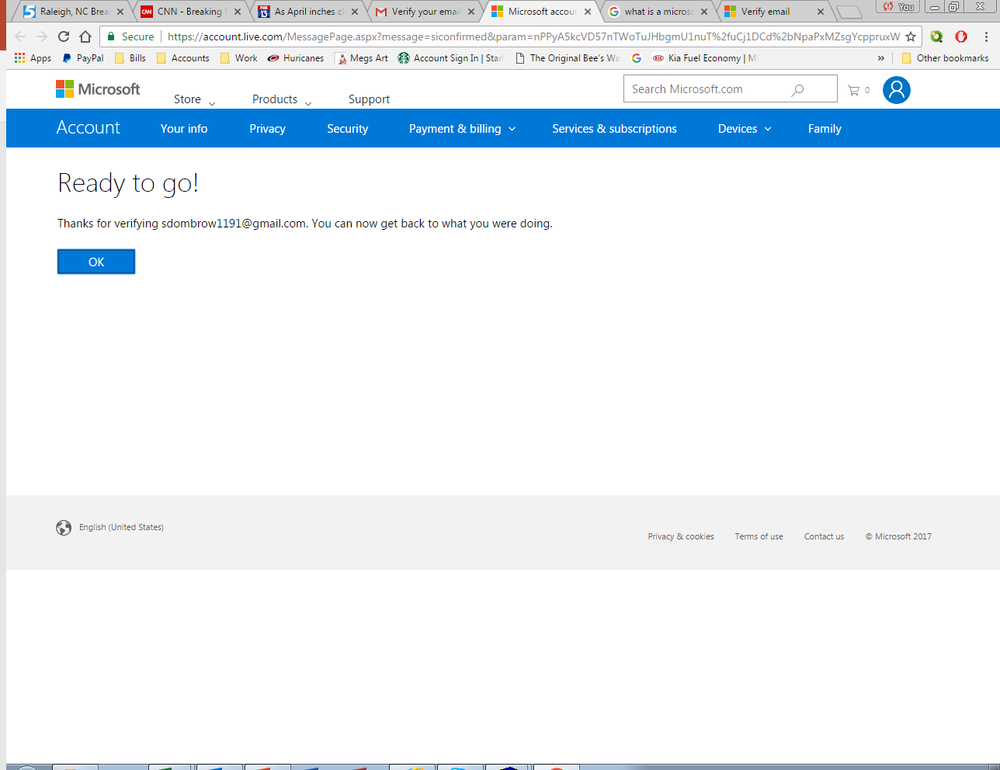 Raleigh, NC Brea
CNN - Breaking
As April inches cl
Verify your email
Microsoft accoun
what is a microso
Verify email
You
Secure
https://account.live.com/MessagePage.aspx?message=siconfirmed&param=nPPyA5kcVD57nTWoTuJHbgmU1nuT%2fuCj1DCd%2bNpaPxMZsgYcppruxW
Apps
PayPal
Bills
Accounts
Work
Huricanes
Megs Art
Account Sign In | Star
The Original Bee's Wa
Kia Fuel Economy |
»
Other bookmarks
Microsoft
Store
Products
Support
Search Microsoft.com
0
Account
Your info
Privacy
Security
Payment & billing
Services & subscriptions
Devices
Family
Ready to go!
Thanks for verifying sdombrow1191@gmail.com. You can now get back to what you were doing.
OK
English (United States)
Privacy & cookies
Terms of use
Contact us
© Microsoft 2017